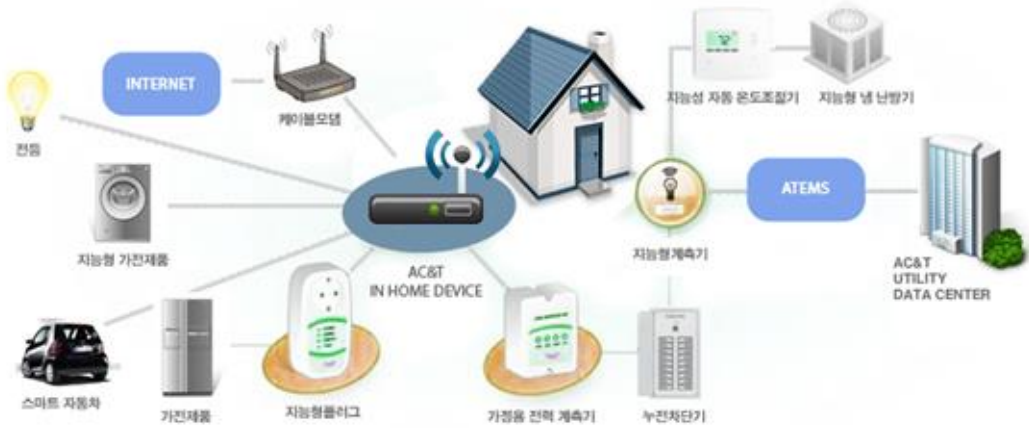 INTERNET
케이블모뎀
전등
지능성 자동 온도조절기
지능형 냉 난방기
ATEMS
지능형계측기
지능형 가전제품
AC&T
IN HOME DEVICE
AC&T
UTILITY
DATA CENTER
스마트 자동차
가전제품
지능형플러그
가정용 전력 계측기
누전차단기